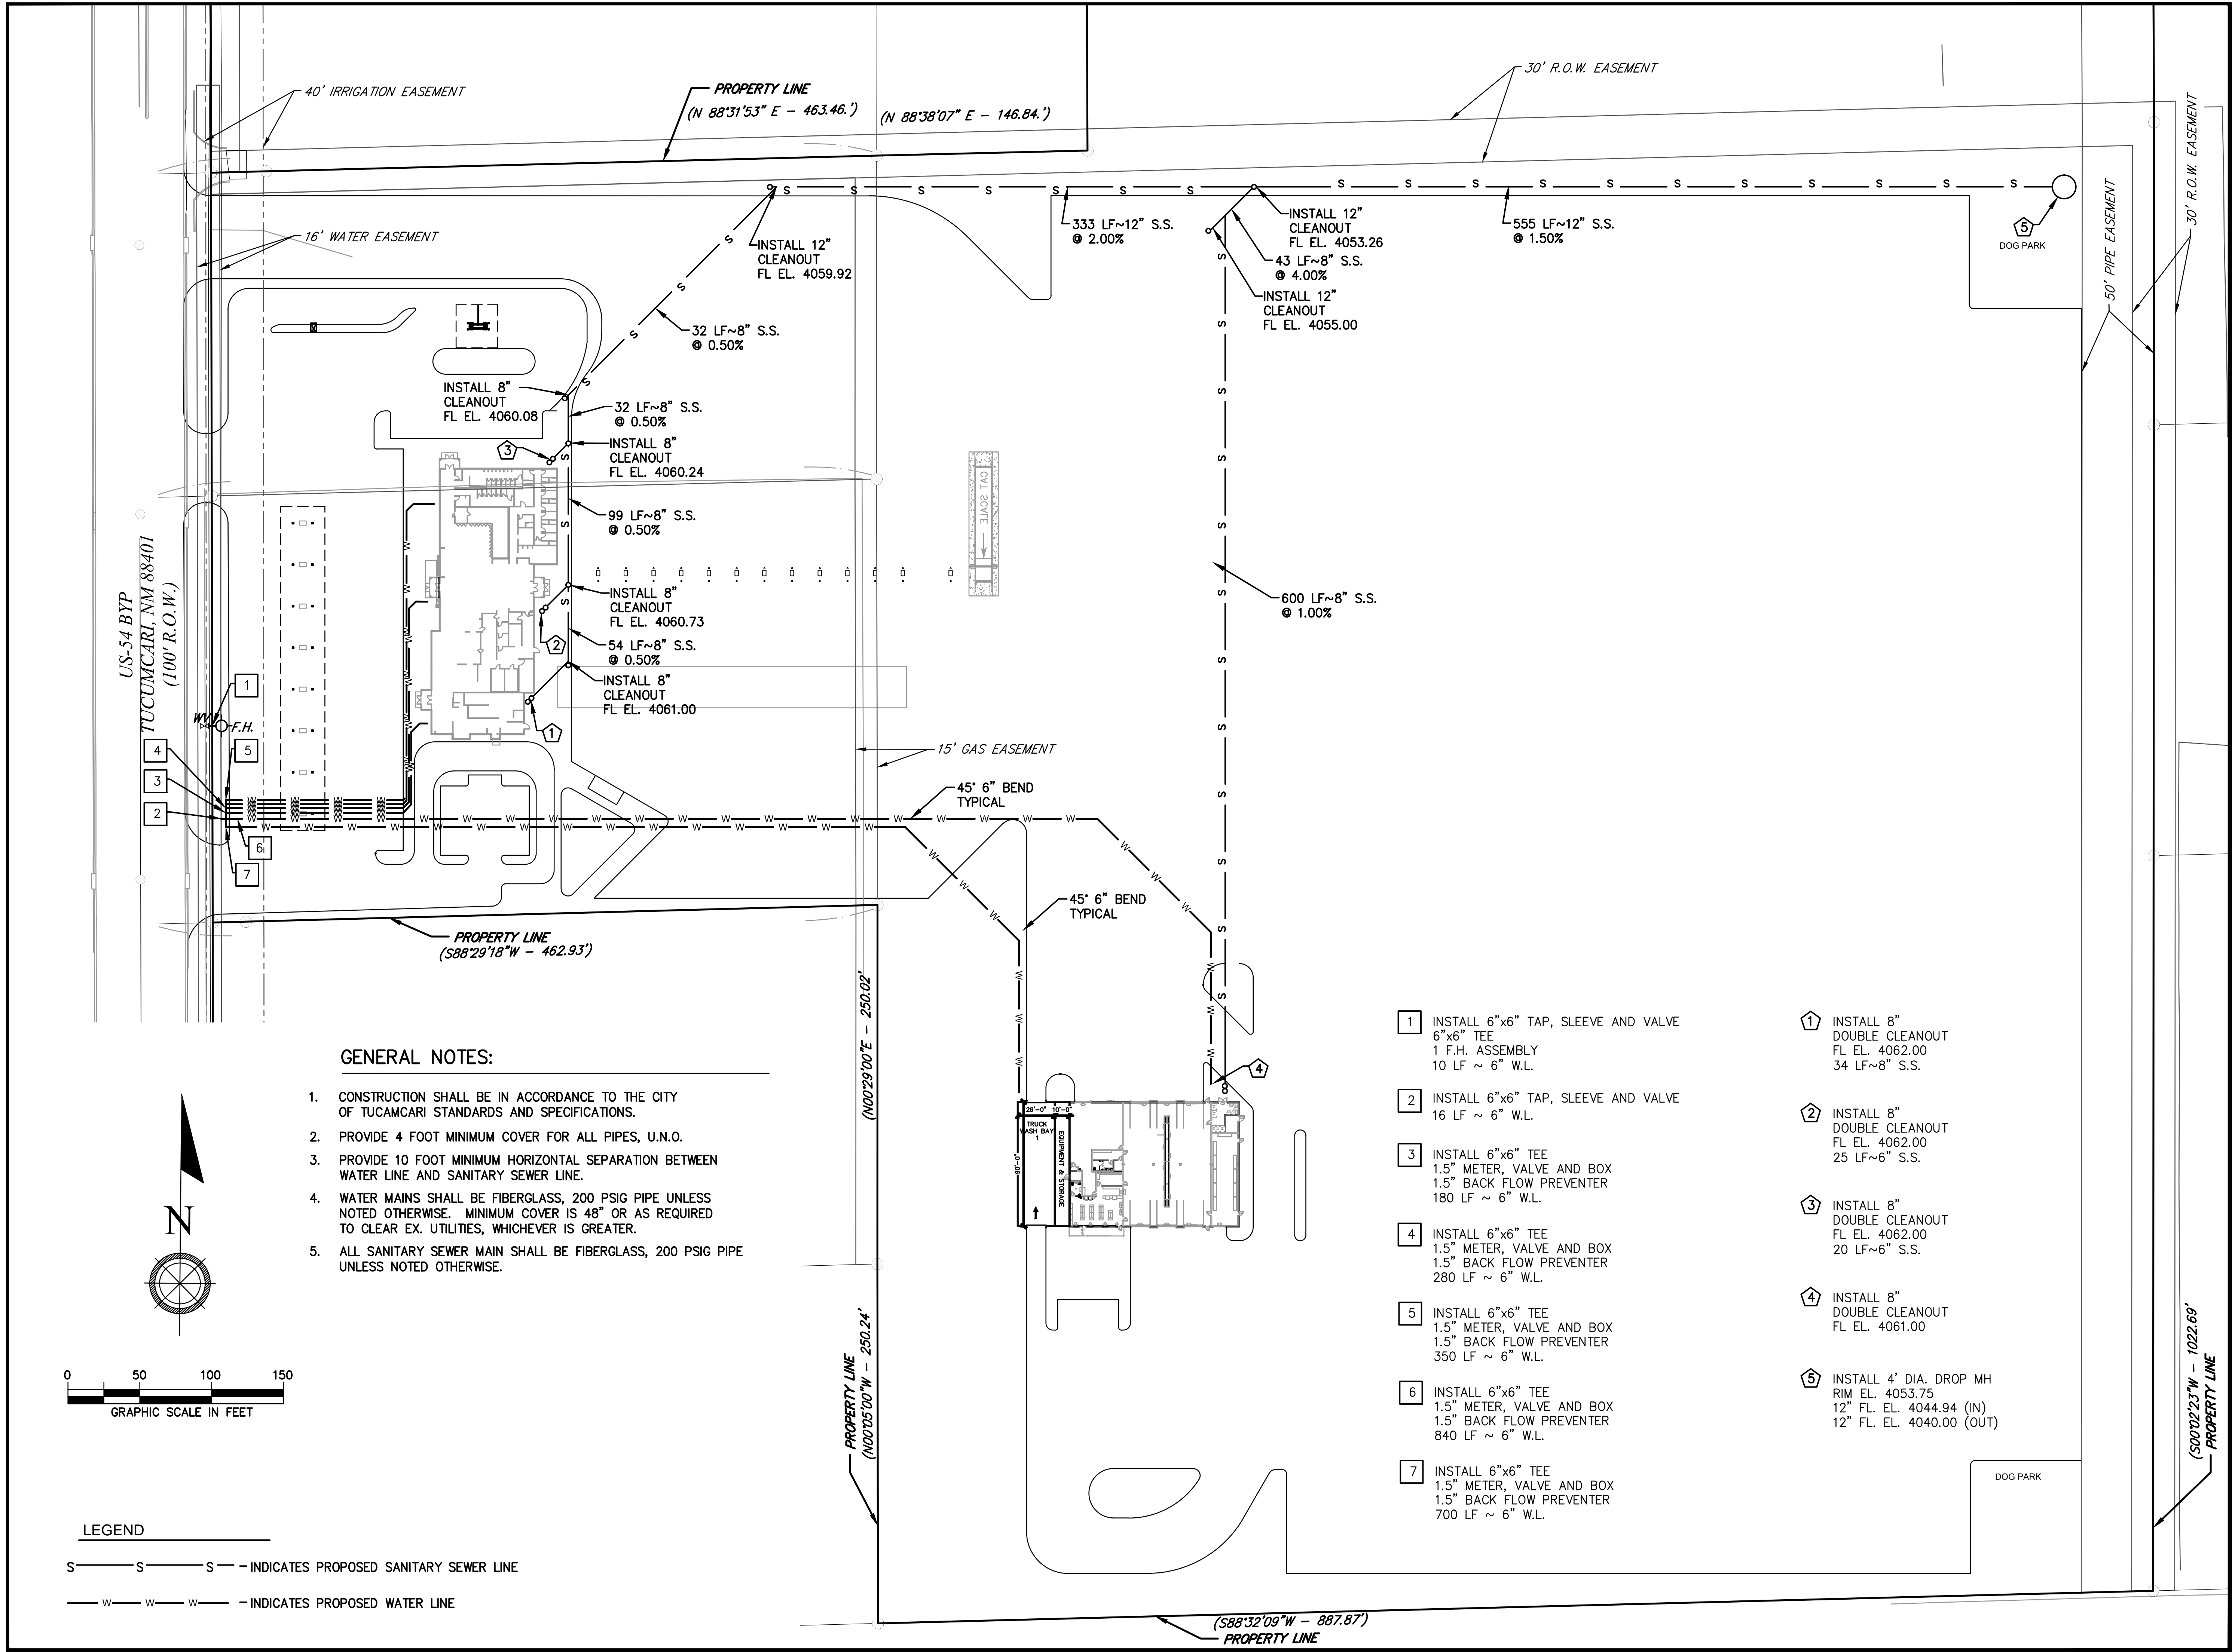 40' IRRIGATION EASEMENT
PROPERTY LINE
(N 88°31'53" E - 463.46.')
(N 88°38'07" E - 146.84.')
30' R.O.W. EASEMENT
16' WATER EASEMENT
INSTALL 12"
CLEANOUT
FL EL. 4059.92
333 LF~12" S.S.
@ 2.00%
INSTALL 12"
CLEANOUT
FL EL. 4053.26
43 LF~8" S.S.
@ 4.00%
INSTALL 12"
CLEANOUT
FL EL. 4055.00
555 LF~12" S.S.
@ 1.50%
5
DOG PARK
50' PIPE EASEMENT
30' R.O.W. EASEMENT
32 LF~8" S.S.
@ 0.50%
INSTALL 8"
CLEANOUT
FL EL. 4060.08
32 LF~8" S.S.
@ 0.50%
3
INSTALL 8"
CLEANOUT
FL EL. 4060.24
99 LF~8" S.S.
@ 0.50%
CAT SCALE
INSTALL 8"
CLEANOUT
FL EL. 4060.73
2
54 LF~8" S.S.
@ 0.50%
INSTALL 8"
CLEANOUT
FL EL. 4061.00
1
600 LF~8" S.S.
@ 1.00%
US-54 BYP
TUCUMCARI, NM 88401
(100' R.O.W.)
1
WV
F.H.
4
5
3
2
6
7
15' GAS EASEMENT
45° 6" BEND
TYPICAL
45° 6" BEND
TYPICAL
PROPERTY LINE
(S88°29'18"W - 462.93')
(N00°29'00"E - 250.02'
4
26'-0" 10'-0"
TRUCK
WASH BAY
1
EQUIPMENT & STORAGE
90'-0"
GENERAL NOTES:
1. CONSTRUCTION SHALL BE IN ACCORDANCE TO THE CITY
OF TUCAMCARI STANDARDS AND SPECIFICATIONS.
2. PROVIDE 4 FOOT MINIMUM COVER FOR ALL PIPES, U.N.O.
3. PROVIDE 10 FOOT MINIMUM HORIZONTAL SEPARATION BETWEEN
WATER LINE AND SANITARY SEWER LINE.
4. WATER MAINS SHALL BE FIBERGLASS, 200 PSIG PIPE UNLESS
NOTED OTHERWISE. MINIMUM COVER IS 48" OR AS REQUIRED
TO CLEAR EX. UTILITIES, WHICHEVER IS GREATER.
5. ALL SANITARY SEWER MAIN SHALL BE FIBERGLASS, 200 PSIG PIPE
UNLESS NOTED OTHERWISE.
N
0 50 100 150
GRAPHIC SCALE IN FEET
PROPERTY LINE
(N00°05'00"W - 250.24'
1 INSTALL 6"x6" TAP, SLEEVE AND VALVE
6"x6" TEE
1 F.H. ASSEMBLY
10 LF ~ 6" W.L.
2 INSTALL 6"x6" TAP, SLEEVE AND VALVE
16 LF ~ 6" W.L.
3 INSTALL 6"x6" TEE
1.5" METER, VALVE AND BOX
1.5" BACK FLOW PREVENTER
180 LF ~ 6" W.L.
4 INSTALL 6"x6" TEE
1.5" METER, VALVE AND BOX
1.5" BACK FLOW PREVENTER
280 LF ~ 6" W.L.
5 INSTALL 6"x6" TEE
1.5" METER, VALVE AND BOX
1.5" BACK FLOW PREVENTER
350 LF ~ 6" W.L.
6 INSTALL 6"x6" TEE
1.5" METER, VALVE AND BOX
1.5" BACK FLOW PREVENTER
840 LF ~ 6" W.L.
7 INSTALL 6"x6" TEE
1.5" METER, VALVE AND BOX
1.5" BACK FLOW PREVENTER
700 LF ~ 6" W.L.
1 INSTALL 8"
DOUBLE CLEANOUT
FL EL. 4062.00
34 LF~8" S.S.
2 INSTALL 8"
DOUBLE CLEANOUT
FL EL. 4062.00
25 LF~6" S.S.
3 INSTALL 8"
DOUBLE CLEANOUT
FL EL. 4062.00
20 LF~6" S.S.
4 INSTALL 8"
DOUBLE CLEANOUT
FL EL. 4061.00
5 INSTALL 4' DIA. DROP MH
RIM EL. 4053.75
12" FL. EL. 4044.94 (IN)
12" FL. EL. 4040.00 (OUT)
DOG PARK
(S00°02'23"W - 1022.69'
PROPERTY LINE
LEGEND
S S S - INDICATES PROPOSED SANITARY SEWER LINE
W W W - INDICATES PROPOSED WATER LINE
(S88°32'09"W - 887.87')
PROPERTY LINE